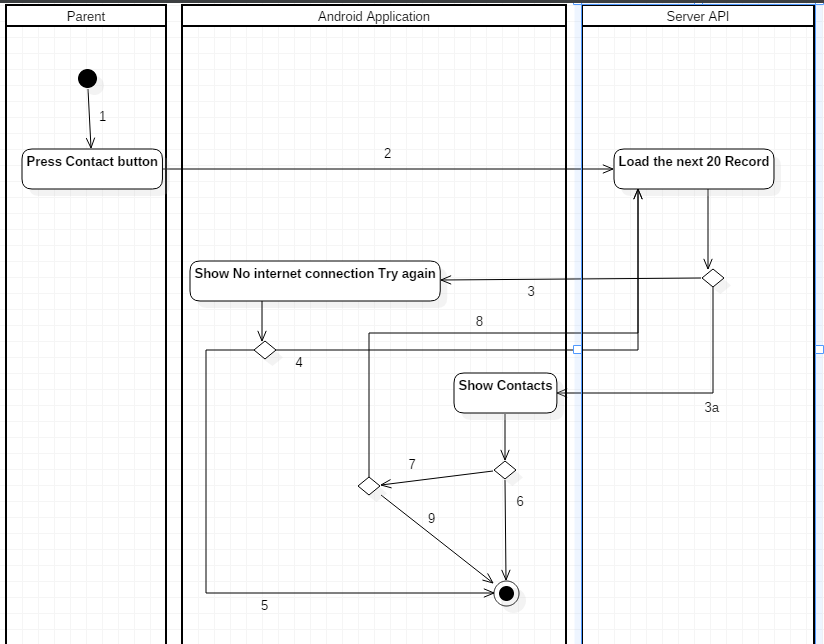 Parent
Android Application
Server API
1
Press Contact button
2
Load the next 20 Record
Show No internet connection Try again
3
8
4
Show Contacts
3a
7
6
9
5